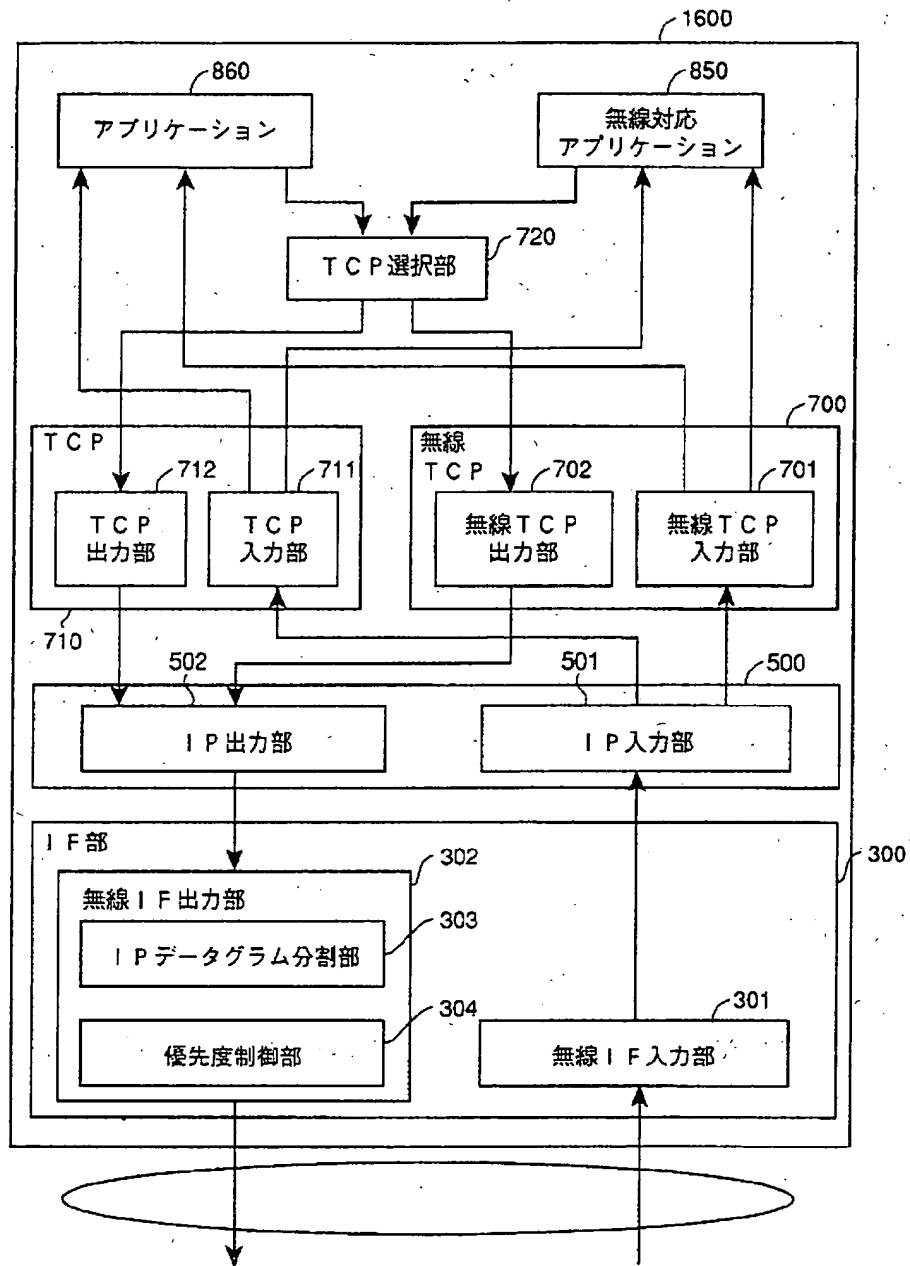 1600
860
850
アプリケーション
無線対応
アプリケーション
720
TCP選択部
700
TCP
無線
TCP
712
711
702
701
TCP
出力部
TCP
入力部
無線TCP
出力部
無線TCP
入力部
710
502
501
500
IP出力部
IP入力部
IF部
300
302
無線IF出力部
303
IPデータグラム分割部
304
301
優先度制御部
無線IF入力部